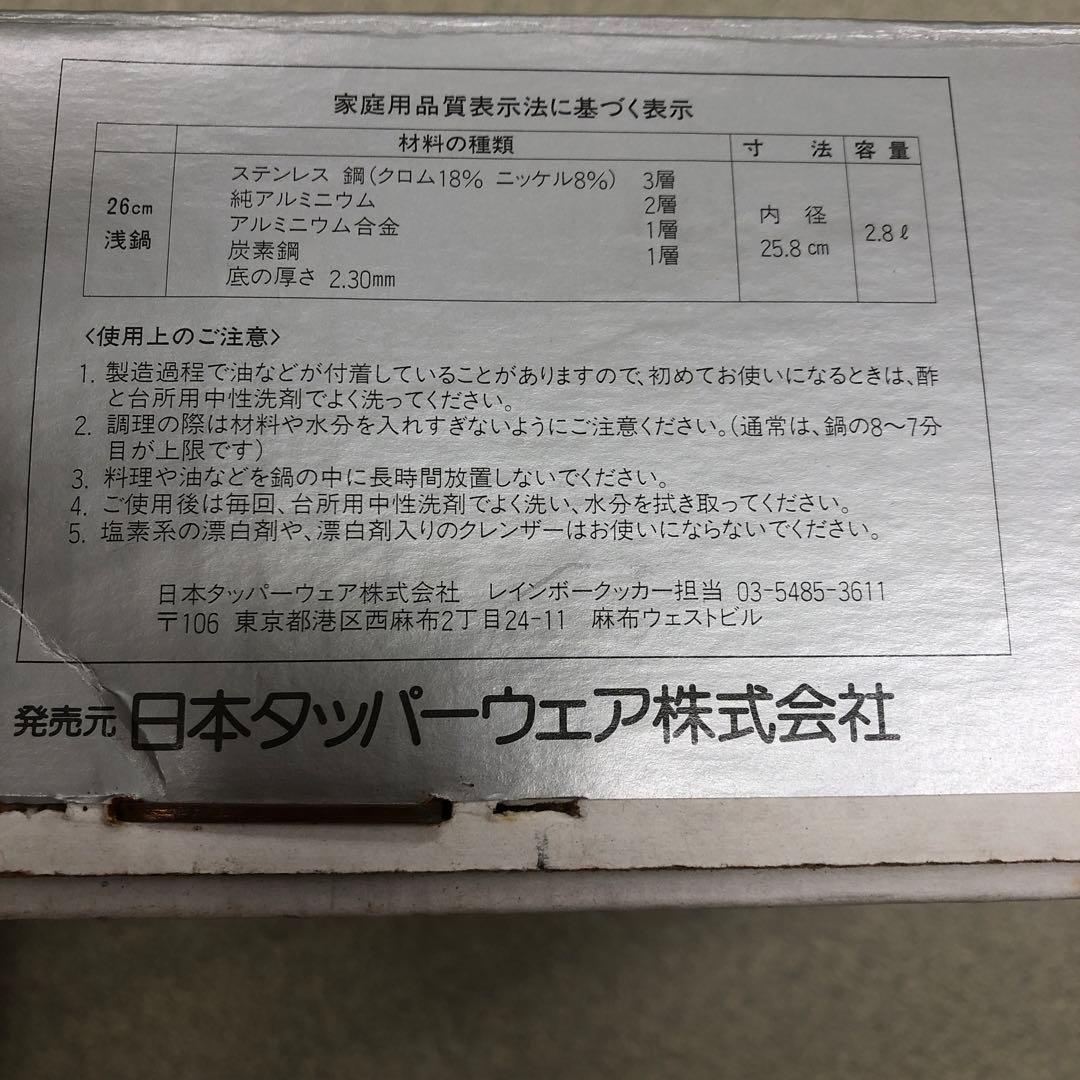 家庭用品質表示法に基づく表示
材料の種類 寸 法 容量
26cm 浅鍋
ステンレス 鋼(クロム18% ニッケル8%) 3層
純アルミニウム 2層
アルミニウム合金 1層
炭素鋼 1層
底の厚さ 2.30mm
内 径
25.8cm
2.8ℓ
〈使用上のご注意〉
1. 製造過程で油などが付着していることがありますので、初めてお使いになるときは、酢
と台所用中性洗剤でよく洗ってください。
2. 調理の際は材料や水分を入れすぎないようにご注意ください。(通常は、鍋の8〜7分
目が上限です)
3. 料理や油などを鍋の中に長時間放置しないでください。
4. ご使用後は毎回、台所用中性洗剤でよく洗い、水分を拭き取ってください。
5. 塩素系の漂白剤や、漂白剤入りのクレンザーはお使いにならないでください。
日本タッパーウェア株式会社 レインボークッカー担当 03-5485-3611
〒106 東京都港区西麻布2丁目24-11 麻布ウェストビル
発売元 日本タッパーウェア株式会社